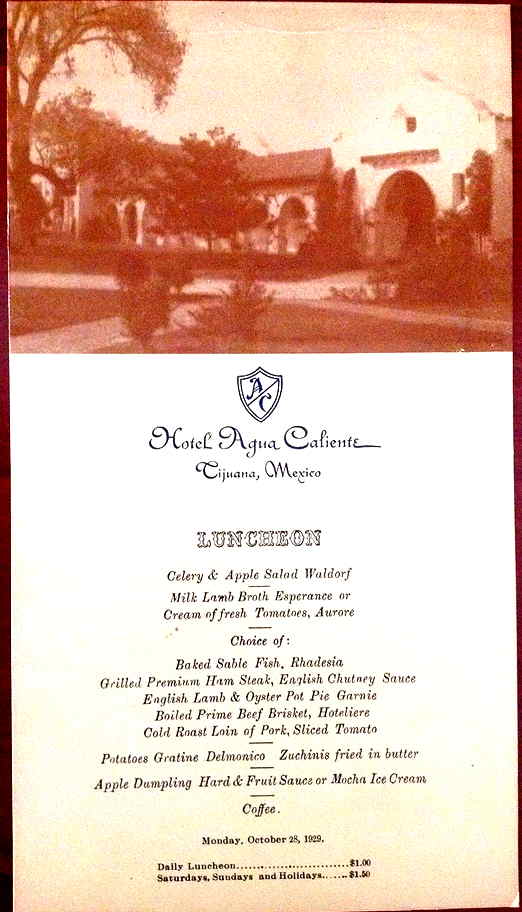 AC
Hotel Agua Caliente
Tijuana, Mexico
LUNCHEON
Celery & Apple Salad Waldorf
Milk Lamb Broth Esperance or
Cream of fresh Tomatoes, Aurore
Choice of:
Baked Sable Fish, Rhadesia
Grilled Premium Ham Steak, English Chutney Sauce
English Lamb & Oyster Pot Pie Garnie
Boiled Prime Beef Brisket, Hoteliere
Cold Roast Loin of Pork, Sliced Tomato
Potatoes Gratine Delmonico Zuchinis fried in butter
Apple Dumpling Hard & Fruit Sauce or Mocha Ice Cream
Coffee.
Monday, October 28, 1929.
Daily Luncheon............................$1.00
Saturdays, Sundays and Holidays.......$1.50